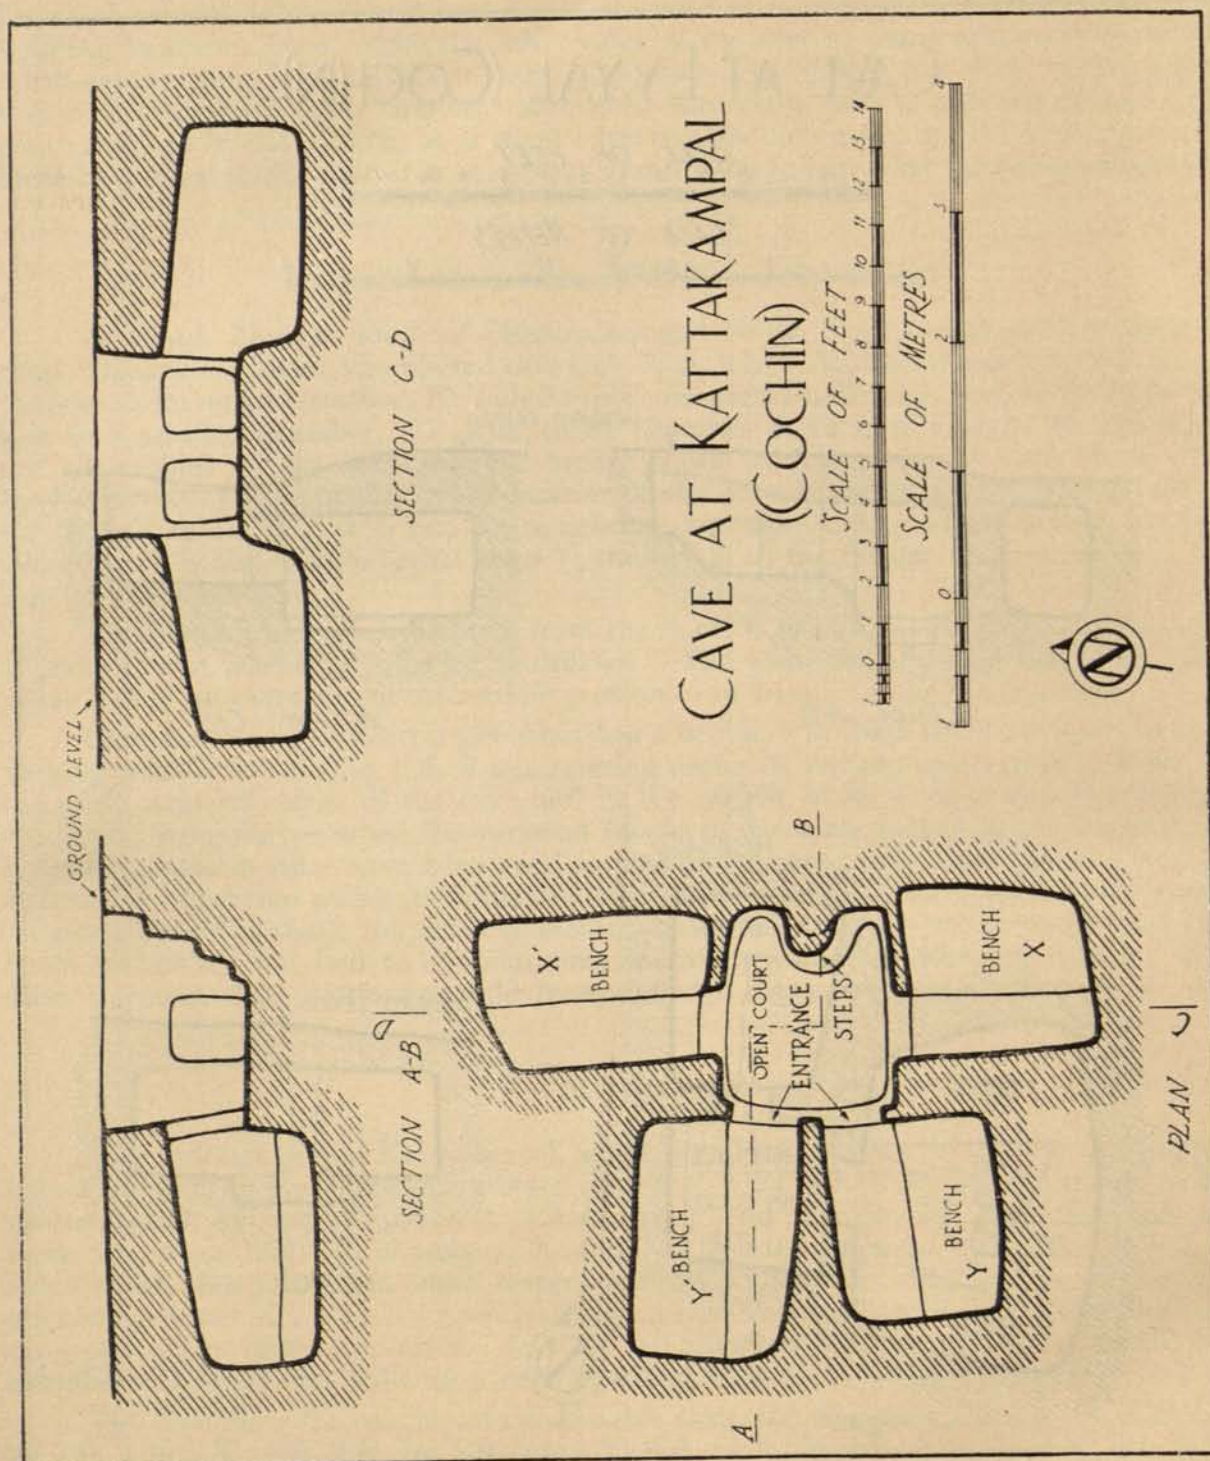 CAVE AT KATTAKAMPAL
(COCHIN)
SCALE OF FEET
1 0 1 2 3 4 5 6 7 8 9 10 11 12 13 14
SCALE OF METRES
1 0 1 2 3 4
N
GROUND LEVEL
SECTION A-B
SECTION C-D
D
A
B
C
X'
BENCH
OPEN COURT
ENTRANCE
STEPS
BENCH
X
Y' BENCH
BENCH
Y
PLAN